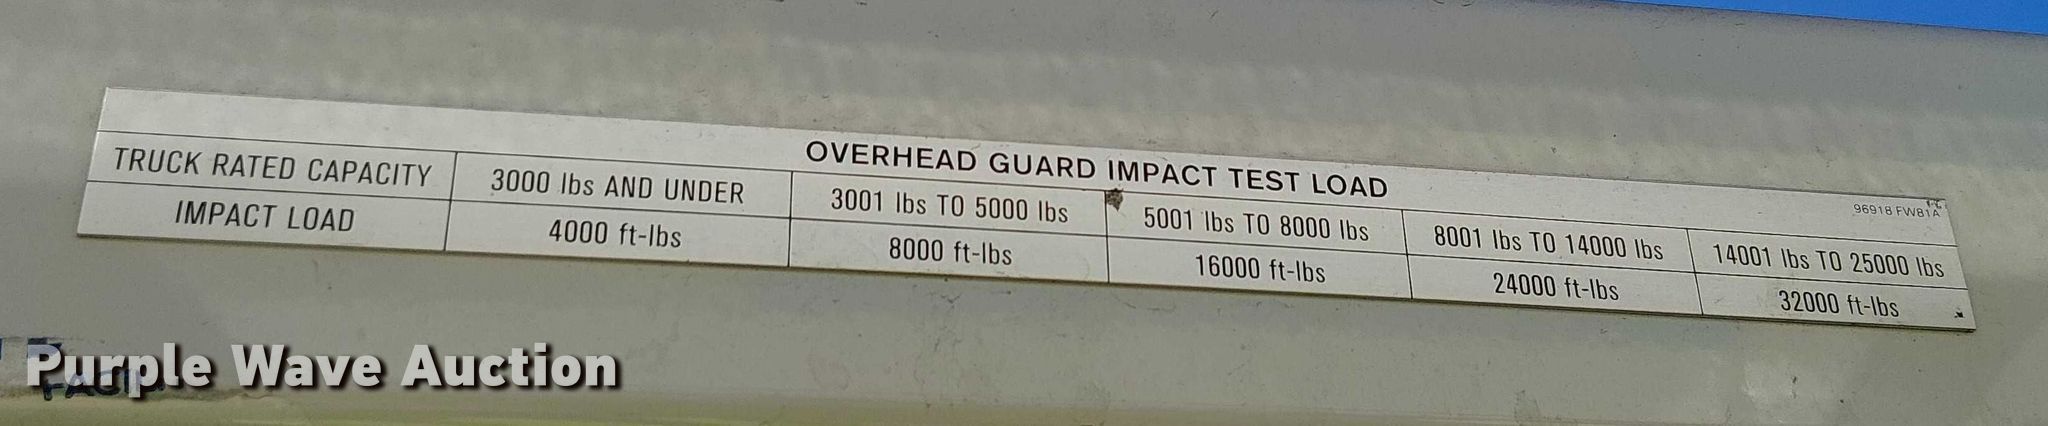 OVERHEAD GUARD IMPACT TEST LOAD
96918 FW81A
TRUCK RATED CAPACITY 3000 lbs AND UNDER 3001 lbs TO 5000 lbs 5001 lbs TO 8000 lbs 8001 lbs TO 14000 lbs 14001 lbs TO 25000 lbs
IMPACT LOAD 4000 ft-lbs 8000 ft-lbs 16000 ft-lbs 24000 ft-lbs 32000 ft-lbs
Purple Wave Auction